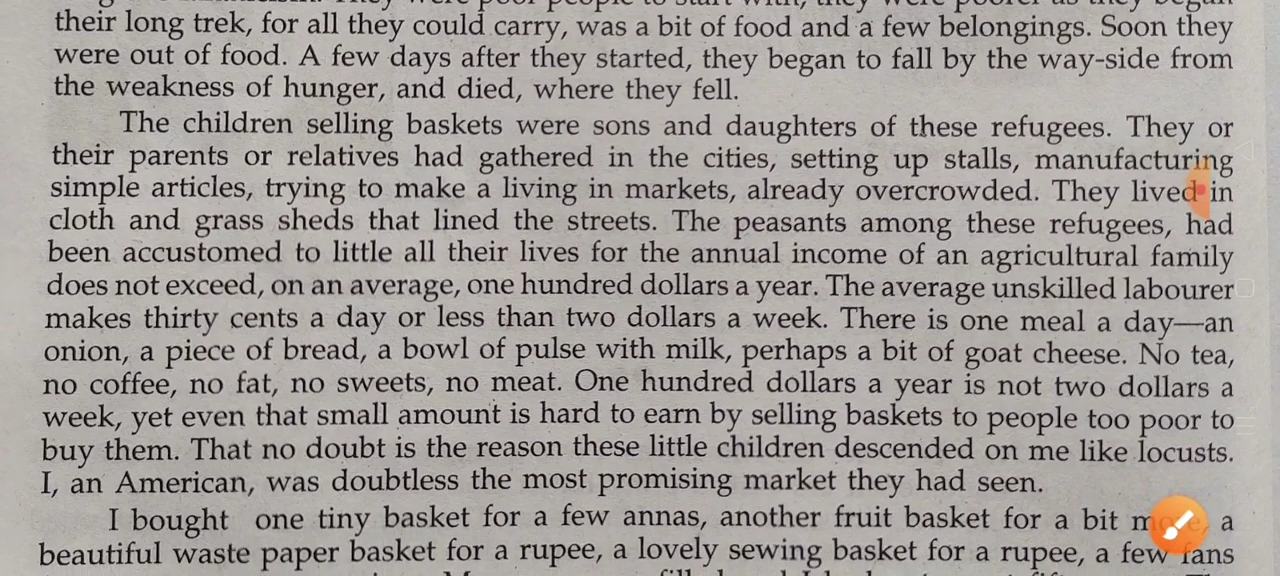 their long trek, for all they could carry, was a bit of food and a few belongings. Soon they
were out of food. A few days after they started, they began to fall by the way-side from
the weakness of hunger, and died, where they fell.
The children selling baskets were sons and daughters of these refugees. They or
their parents or relatives had gathered in the cities, setting up stalls, manufacturing
simple articles, trying to make a living in markets, already overcrowded. They lived in
cloth and grass sheds that lined the streets. The peasants among these refugees, had
been accustomed to little all their lives for the annual income of an agricultural family
does not exceed, on an average, one hundred dollars a year. The average unskilled labourer
makes thirty cents a day or less than two dollars a week. There is one meal a day—an
onion, a piece of bread, a bowl of pulse with milk, perhaps a bit of goat cheese. No tea,
no coffee, no fat, no sweets, no meat. One hundred dollars a year is not two dollars a
week, yet even that small amount is hard to earn by selling baskets to people too poor to
buy them. That no doubt is the reason these little children descended on me like locusts.
I, an American, was doubtless the most promising market they had seen.
I bought one tiny basket for a few annas, another fruit basket for a bit more, a
beautiful waste paper basket for a rupee, a lovely sewing basket for a rupee, a few fans